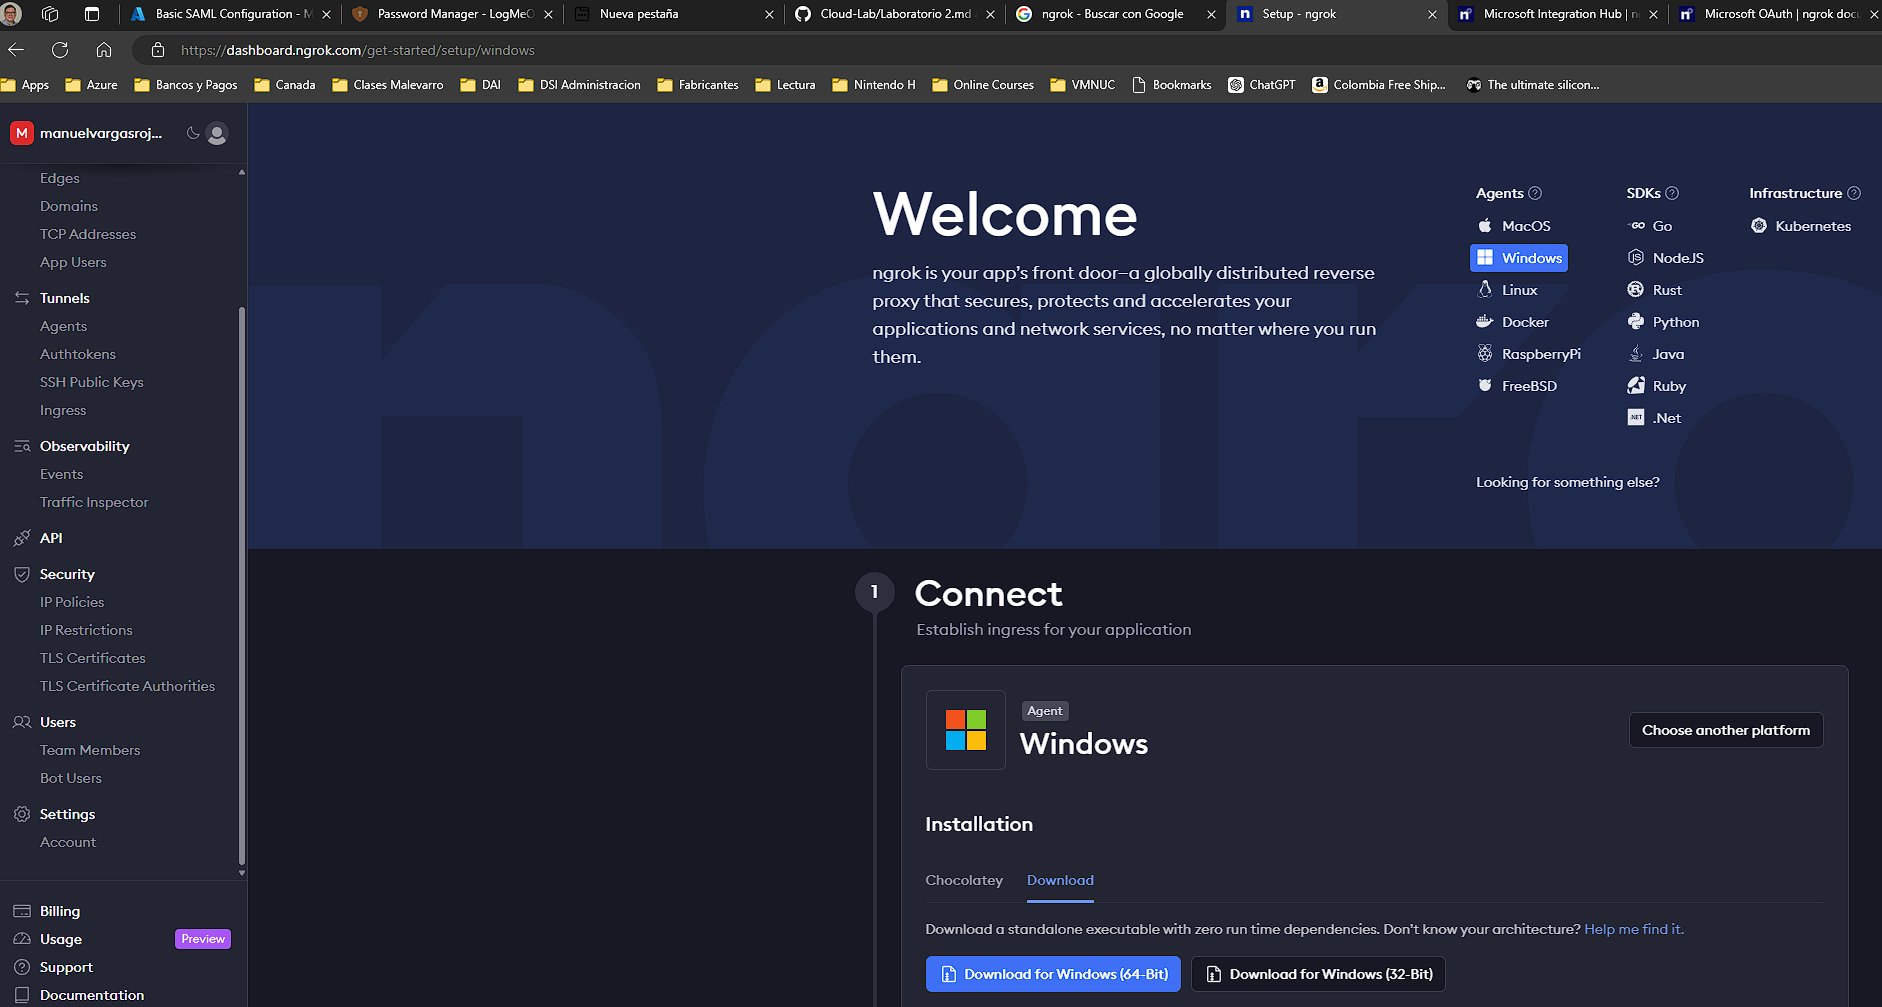 Basic SAML Configuration - M
Password Manager - LogMeO
Nueva pestaña
Cloud-Lab/Laboratorio 2.md
ngrok - Buscar con Google
Setup - ngrok
Microsoft Integration Hub | n
Microsoft OAuth | ngrok docu
https://dashboard.ngrok.com/get-started/setup/windows
Apps
Azure
Bancos y Pagos
Canada
Clases Malevarro
DAI
DSI Administracion
Fabricantes
Lectura
Nintendo H
Online Courses
VMNUC
Bookmarks
ChatGPT
Colombia Free Ship...
The ultimate silicon...
M
manuelvargasroj...
Edges
Domains
TCP Addresses
App Users
Tunnels
Agents
Authtokens
SSH Public Keys
Ingress
Observability
Events
Traffic Inspector
API
Security
IP Policies
IP Restrictions
TLS Certificates
TLS Certificate Authorities
Users
Team Members
Bot Users
Settings
Account
Billing
Usage
Preview
Support
Documentation
Welcome
ngrok is your app's front door—a globally distributed reverse
proxy that secures, protects and accelerates your
applications and network services, no matter where you run
them.
Agents
MacOS
Windows
Linux
Docker
RaspberryPi
FreeBSD
SDKs
Go
NodeJS
Rust
Python
Java
Ruby
.Net
Infrastructure
Kubernetes
Looking for something else?
1
Connect
Establish ingress for your application
Agent
Windows
Choose another platform
Installation
Chocolatey
Download
Download a standalone executable with zero run time dependencies. Don't know your architecture? Help me find it.
Download for Windows (64-Bit)
Download for Windows (32-Bit)